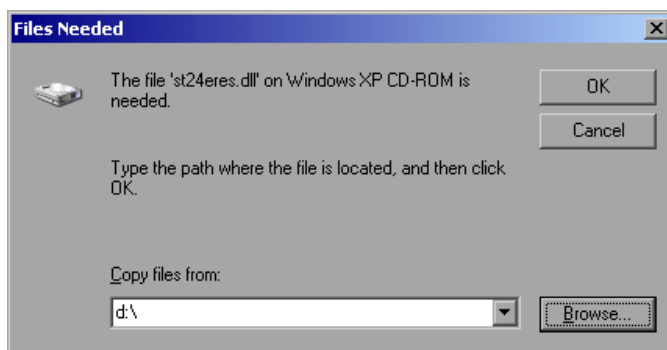 Files Needed
The file 'st24eres.dll' on Windows XP CD-ROM is
needed.
OK
Cancel
Type the path where the file is located, and then click
OK.
Copy files from:
d:\
Browse...